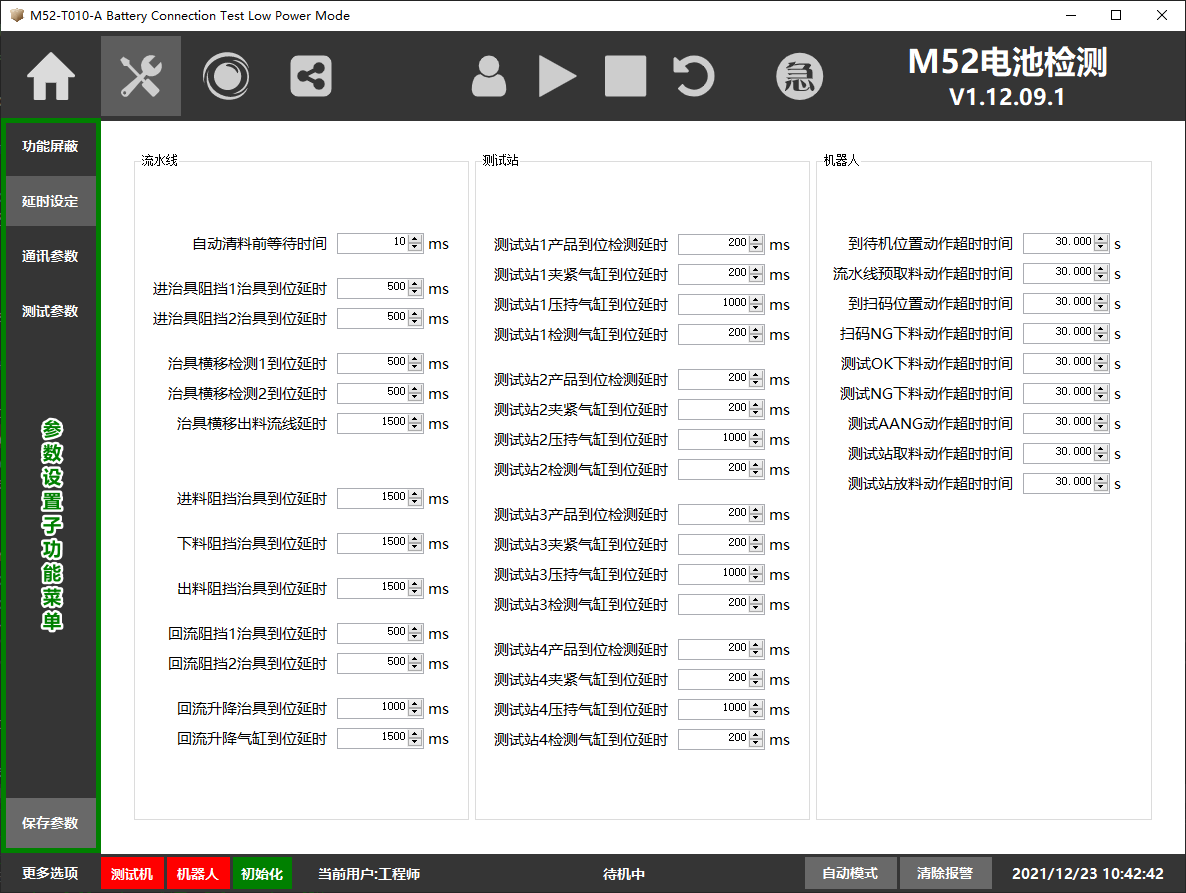 M52-T010-A Battery Connection Test Low Power Mode
急
M52电池检测
V1.12.09.1
功能屏蔽
延时设定
通讯参数
测试参数
参数设置子功能菜单
保存参数
流水线
自动清料前等待时间 10 ms
进治具阻挡1治具到位延时 500 ms
进治具阻挡2治具到位延时 500 ms
治具横移检测1到位延时 500 ms
治具横移检测2到位延时 500 ms
治具横移出料流线延时 1500 ms
进料阻挡治具到位延时 1500 ms
下料阻挡治具到位延时 1500 ms
出料阻挡治具到位延时 1500 ms
回流阻挡1治具到位延时 500 ms
回流阻挡2治具到位延时 500 ms
回流升降治具到位延时 1000 ms
回流升降气缸到位延时 1500 ms
测试站
测试站1产品到位检测延时 200 ms
测试站1夹紧气缸到位延时 200 ms
测试站1压持气缸到位延时 1000 ms
测试站1检测气缸到位延时 200 ms
测试站2产品到位检测延时 200 ms
测试站2夹紧气缸到位延时 200 ms
测试站2压持气缸到位延时 1000 ms
测试站2检测气缸到位延时 200 ms
测试站3产品到位检测延时 200 ms
测试站3夹紧气缸到位延时 200 ms
测试站3压持气缸到位延时 1000 ms
测试站3检测气缸到位延时 200 ms
测试站4产品到位检测延时 200 ms
测试站4夹紧气缸到位延时 200 ms
测试站4压持气缸到位延时 1000 ms
测试站4检测气缸到位延时 200 ms
机器人
到待机位置动作超时时间 30.000 s
流水线预取料动作超时时间 30.000 s
到扫码位置动作超时时间 30.000 s
扫码NG下料动作超时时间 30.000 s
测试OK下料动作超时时间 30.000 s
测试NG下料动作超时时间 30.000 s
测试AANG动作超时时间 30.000 s
测试站取料动作超时时间 30.000 s
测试站放料动作超时时间 30.000 s
更多选项 测试机 机器人 初始化 当前用户:工程师 待机中 自动模式 清除报警 2021/12/23 10:42:42